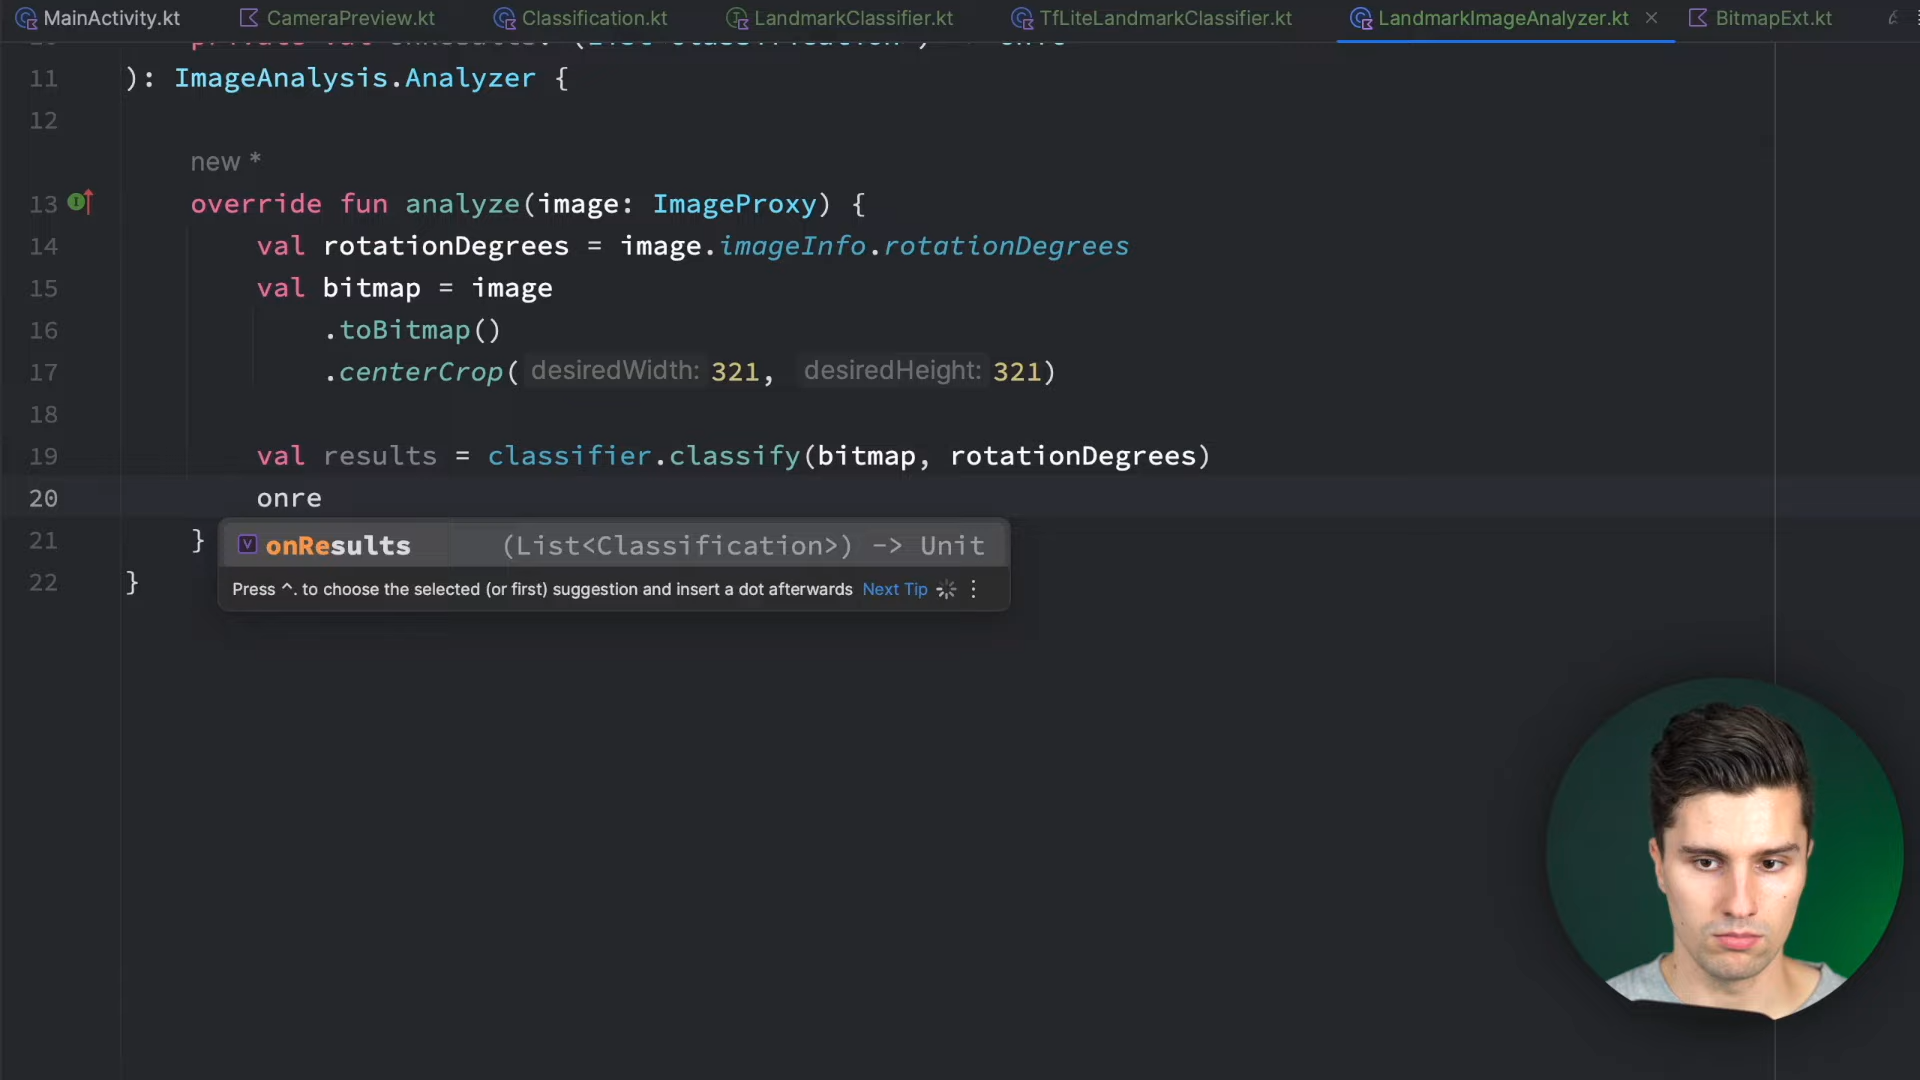 MainActivity.kt CameraPreview.kt Classification.kt LandmarkClassifier.kt TfLiteLandmarkClassifier.kt LandmarkImageAnalyzer.kt BitmapExt.kt
11 ): ImageAnalysis.Analyzer {
12
new *
13 override fun analyze(image: ImageProxy) {
14 val rotationDegrees = image.imageInfo.rotationDegrees
15 val bitmap = image
16 .toBitmap()
17 .centerCrop( desiredWidth: 321, desiredHeight: 321)
18
19 val results = classifier.classify(bitmap, rotationDegrees)
20 onre
21 }
onResults (List<Classification>) -> Unit
Press ^. to choose the selected (or first) suggestion and insert a dot afterwards Next Tip
22 }